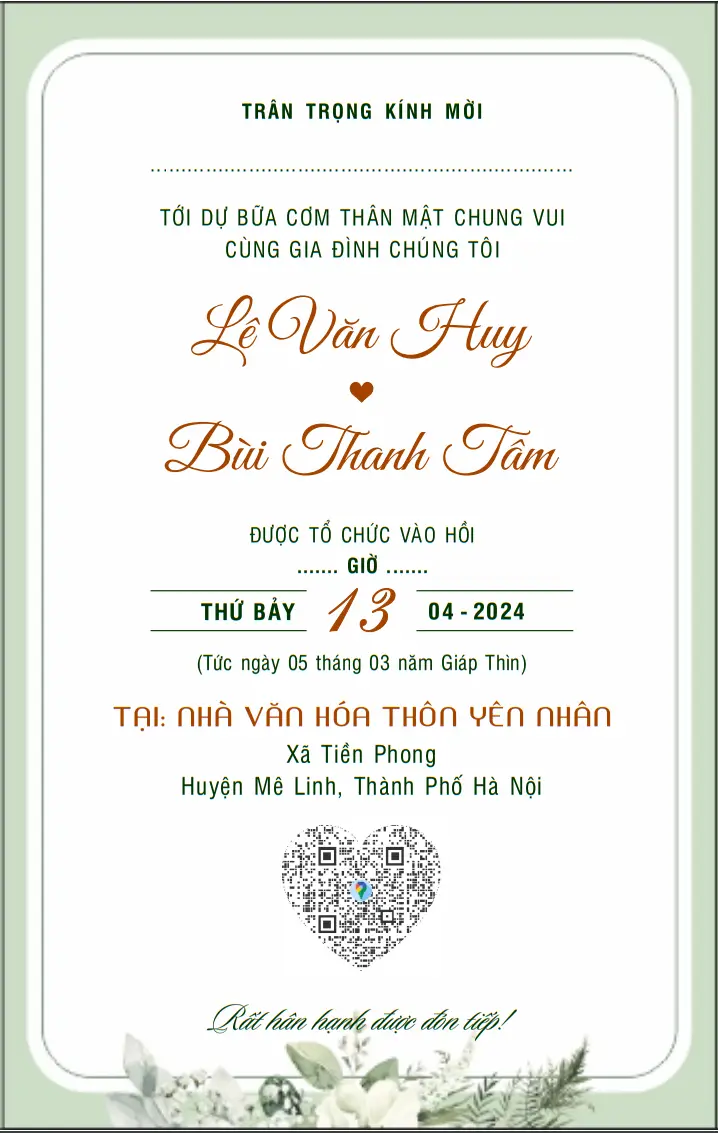 TRÂN TRỌNG KÍNH MỜI
.................................................................
TỚI DỰ BỮA CƠM THÂN MẬT CHUNG VUI
CÙNG GIA ĐÌNH CHÚNG TÔI
Lê Văn Huy
Bùi Thanh Tâm
ĐƯỢC TỔ CHỨC VÀO HỒI
....... GIỜ .......
THỨ BẢY 13 04-2024
(Tức ngày 05 tháng 03 năm Giáp Thìn)
TẠI: NHÀ VĂN HÓA THÔN YÊN NHÂN
Xã Tiền Phong
Huyện Mê Linh, Thành Phố Hà Nội
Rất hân hạnh được đòn tiếp!